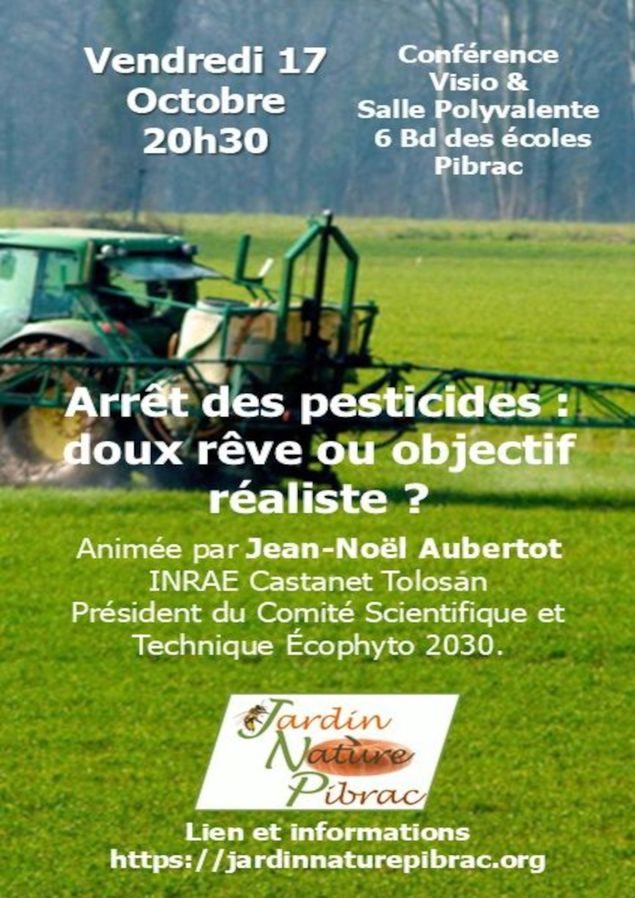 Vendredi 17
Octobre
20h30
Conférence
Visio &
Salle Polyvalente
6 Bd des écoles
Pibrac
Arrêt des pesticides :
doux rêve ou objectif
réaliste ?
Animée par Jean-Noël Aubertot
INRAE Castanet Tolosan
Président du Comité Scientifique et
Technique Écophyto 2030.
Jardin
Nature
Pibrac
Lien et informations
https://jardinnaturepibrac.org